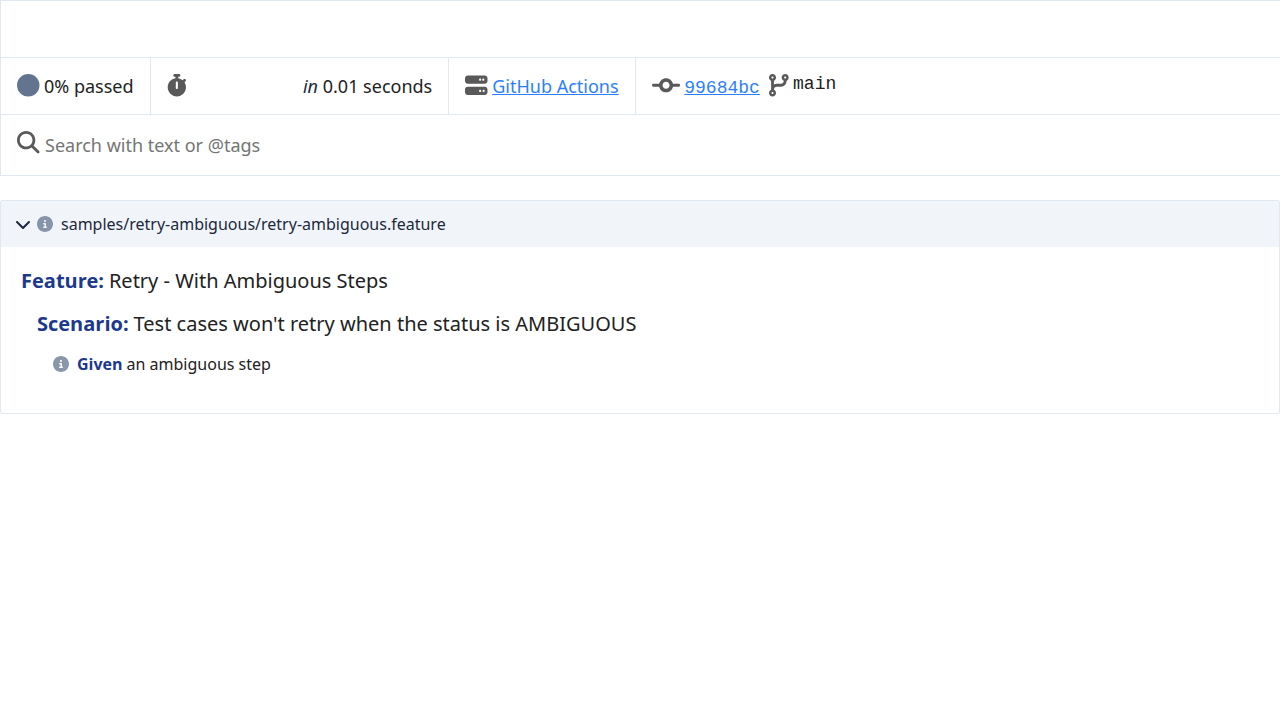 0% passed in 0.01 seconds GitHub Actions 99684bc main
Search with text or @tags
samples/retry-ambiguous/retry-ambiguous.feature
Feature: Retry - With Ambiguous Steps
Scenario: Test cases won't retry when the status is AMBIGUOUS
Given an ambiguous step